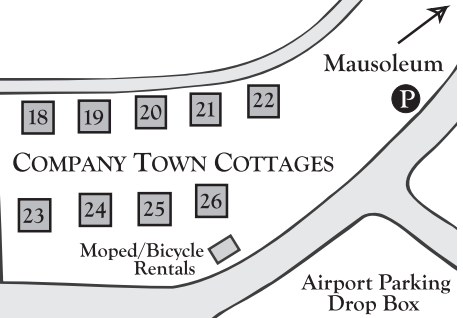 Mausoleum
P
22
21
20
19
18
COMPANY TOWN COTTAGES
26
25
24
23
Moped/Bicycle
Rentals
Airport Parking
Drop Box